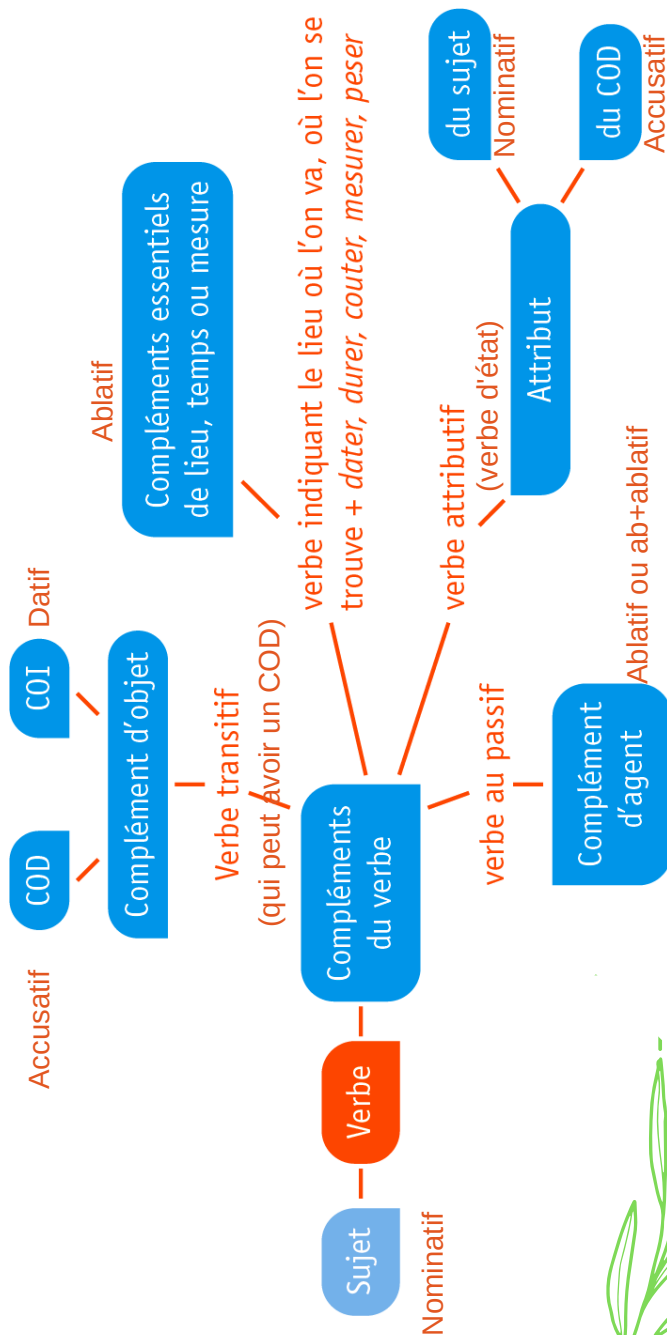 Sujet
Nominatif
Verbe
Compléments
du verbe
Verbe transitif
(qui peut avoir un COD)
Complément d'objet
COD
Accusatif
COI
Datif
verbe indiquant le lieu où l'on va, où l'on se
trouve + dater, durer, couter, mesurer, peser
Ablatif
Compléments essentiels
de lieu, temps ou mesure
verbe attributif
(verbe d'état)
Attribut
du sujet
Nominatif
du COD
Accusatif
verbe au passif
Complément
d'agent
Ablatif ou ab+ablatif